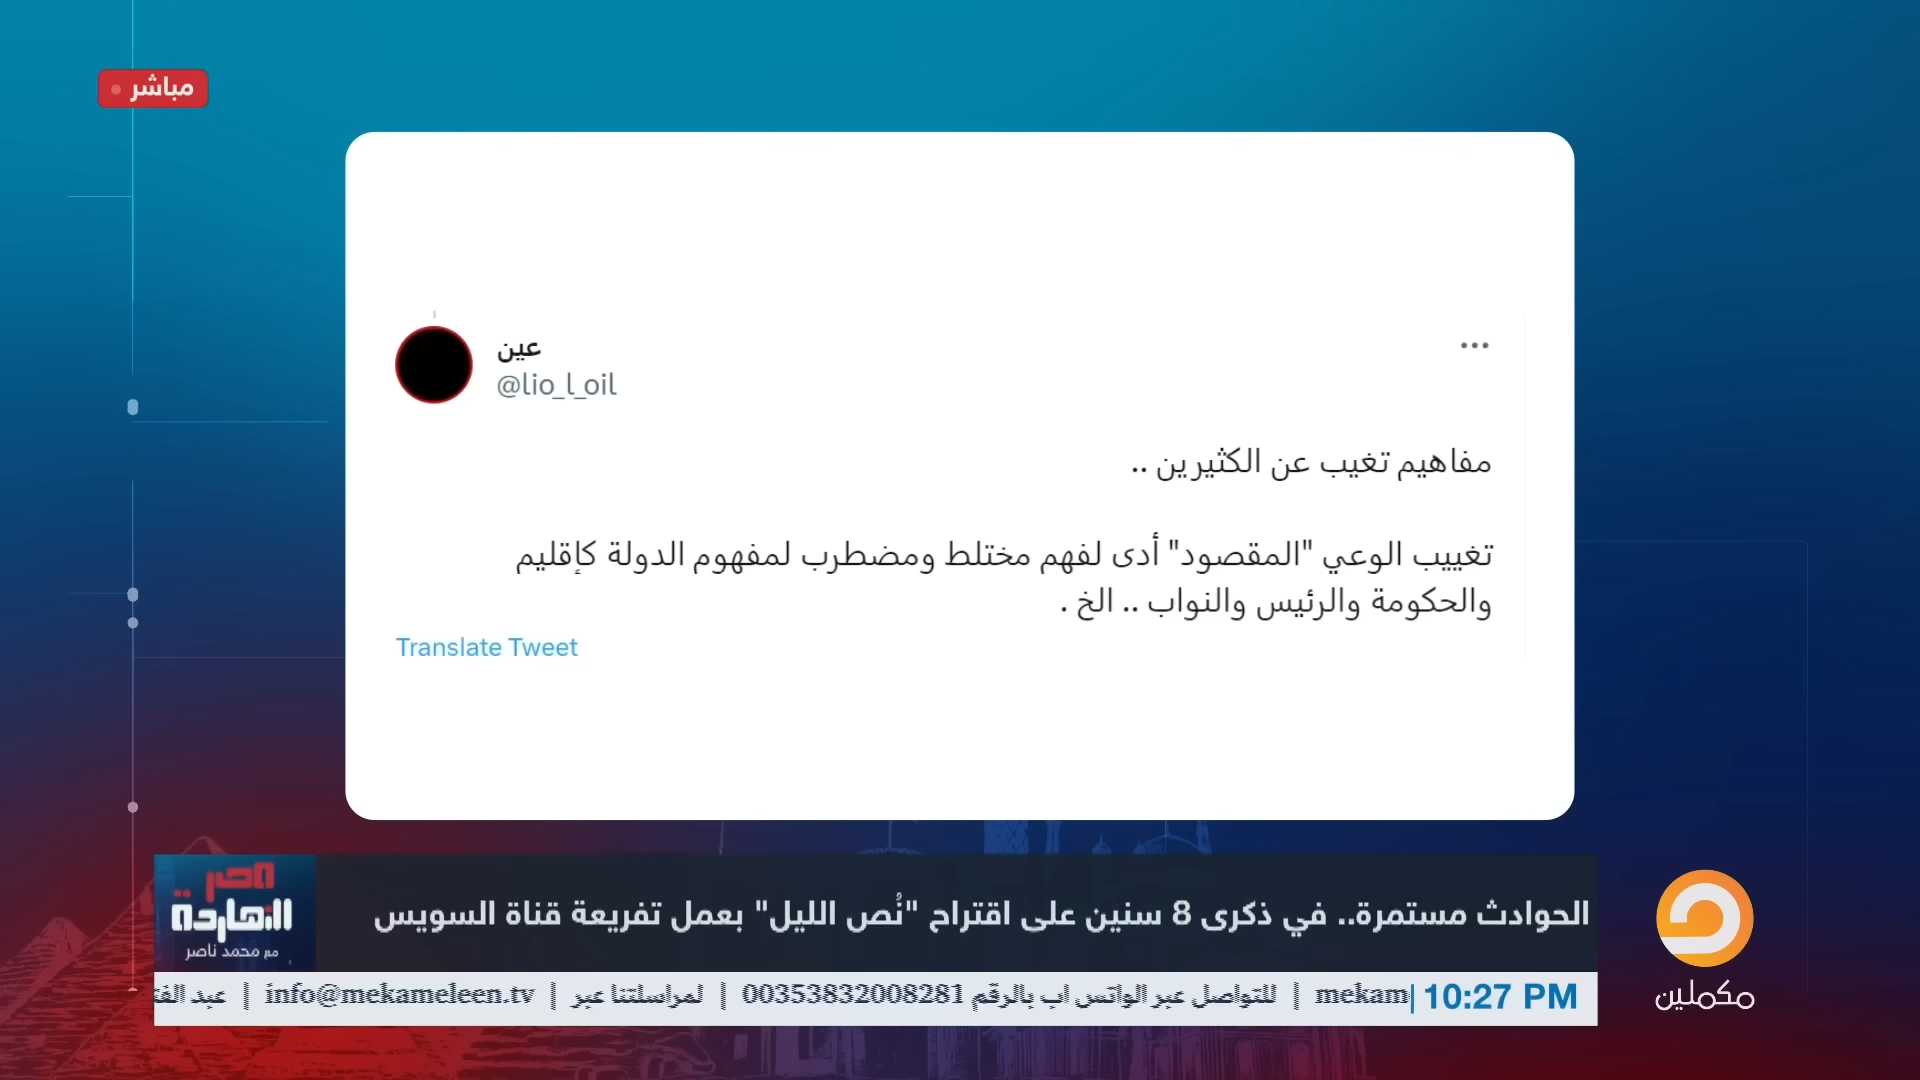 مباشر
عين
@lio_l_oil
مفاهيم تغيب عن الكثيرين ..
تغييب الوعي "المقصود" أدى لفهم مختلط ومضطرب لمفهوم الدولة كإقليم
والحكومة والرئيس والنواب .. الخ .
Translate Tweet
مصر
النهاردة
مع محمد ناصر
الحوادث مستمرة.. في ذكرى 8 سنين على اقتراح "نُص الليل" بعمل تفريعة قناة السويس
10:27 PM
mekam | للتواصل عبر الواتس اب بالرقم 00353832008281 | لمراسلتنا عبر info@mekameleen.tv | عبد
مكملين